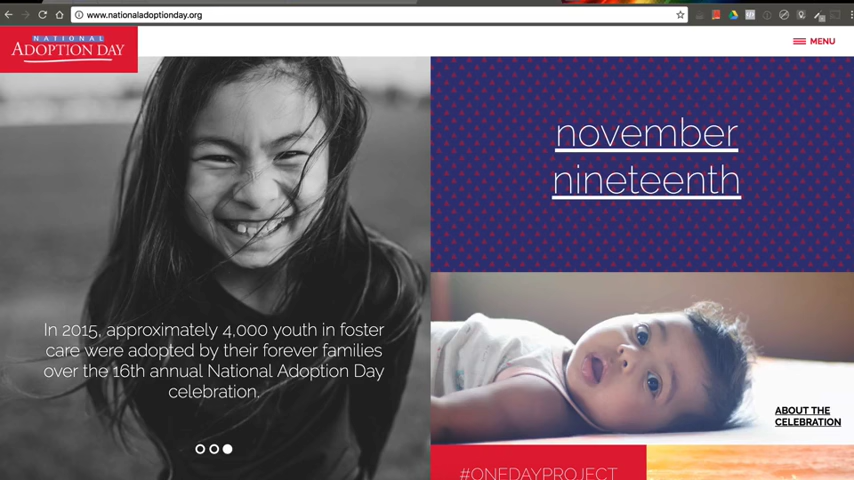 www.nationaladoptionday.org
NATIONAL
ADOPTION DAY
MENU
november
nineteenth
In 2015, approximately 4,000 youth in foster
care were adopted by their forever families
over the 16th annual National Adoption Day
celebration.
ABOUT THE
CELEBRATION
#ONEDAYPROJECT